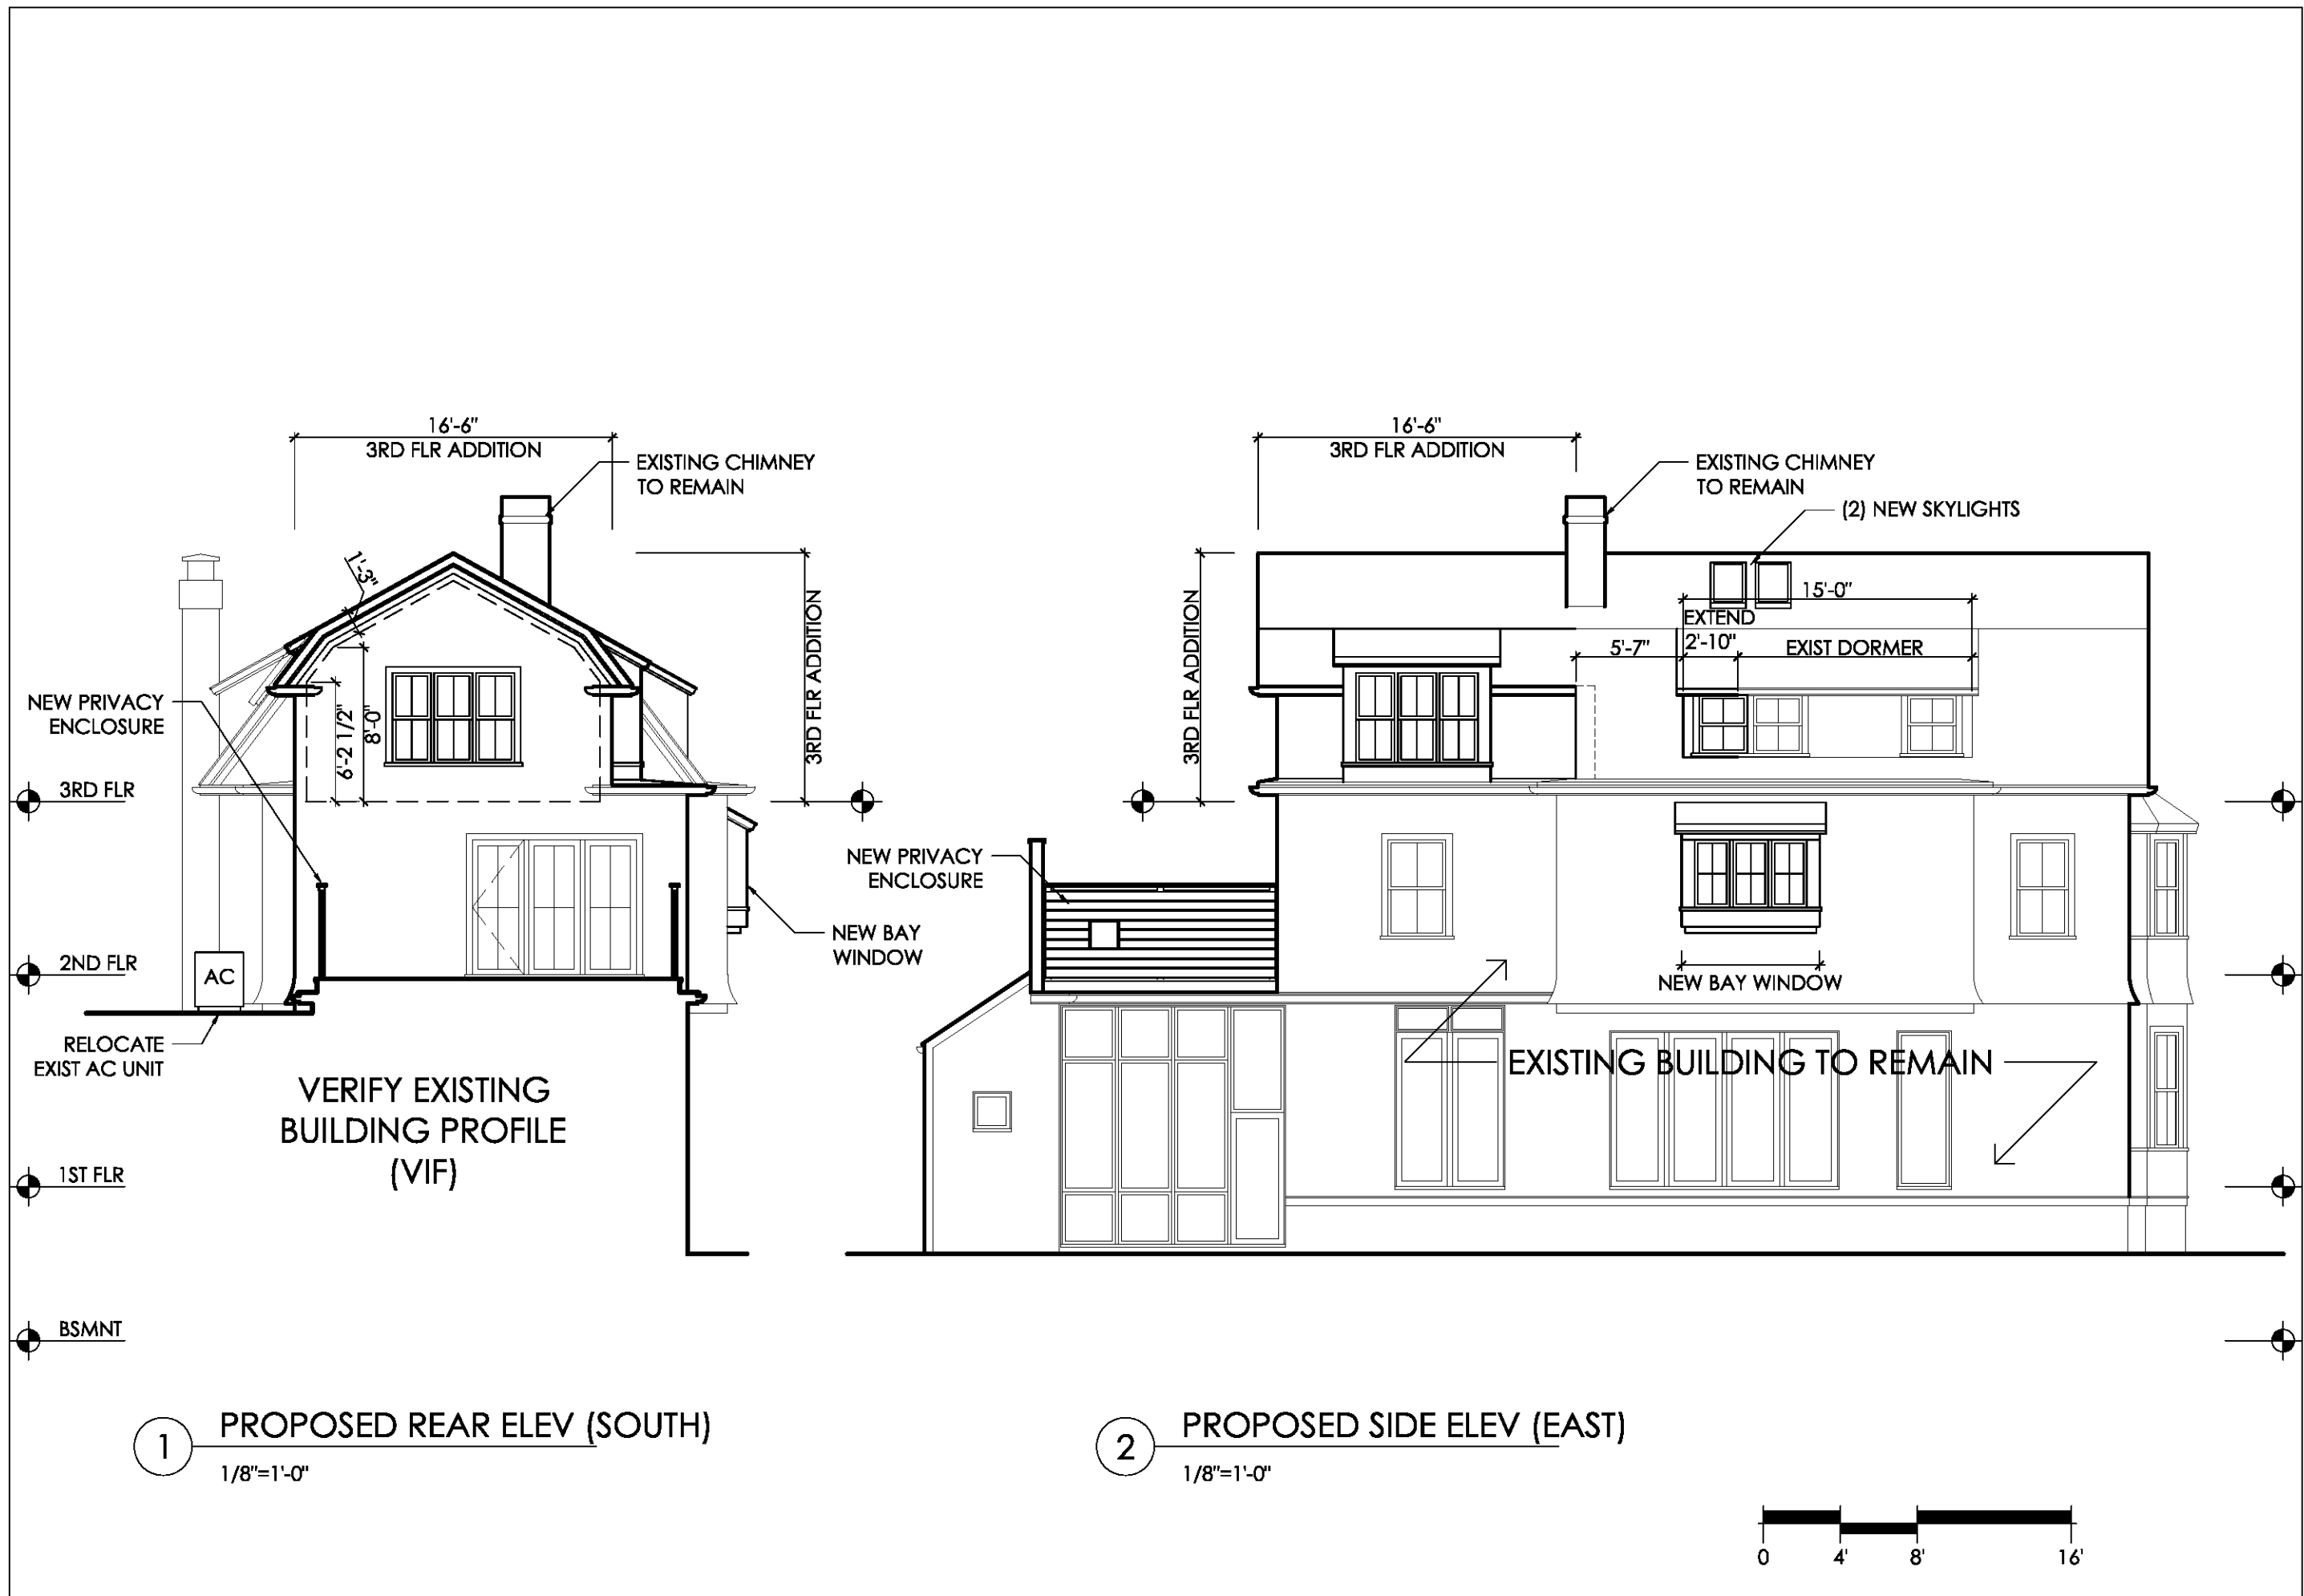 16'-6"
3RD FLR ADDITION
EXISTING CHIMNEY
TO REMAIN
1'-3"
3RD FLR ADDITION
NEW PRIVACY
ENCLOSURE
6'-2 1/2"
8'-0"
3RD FLR
2ND FLR
AC
NEW BAY
WINDOW
RELOCATE
EXIST AC UNIT
VERIFY EXISTING
BUILDING PROFILE
(VIF)
1ST FLR
BSMNT
1
PROPOSED REAR ELEV (SOUTH)
1/8"=1'-0"
16'-6"
3RD FLR ADDITION
EXISTING CHIMNEY
TO REMAIN
(2) NEW SKYLIGHTS
3RD FLR ADDITION
15'-0"
EXTEND
5'-7"
2'-10"
EXIST DORMER
NEW PRIVACY
ENCLOSURE
NEW BAY WINDOW
EXISTING BUILDING TO REMAIN
2
PROPOSED SIDE ELEV (EAST)
1/8"=1'-0"
0 4' 8' 16'